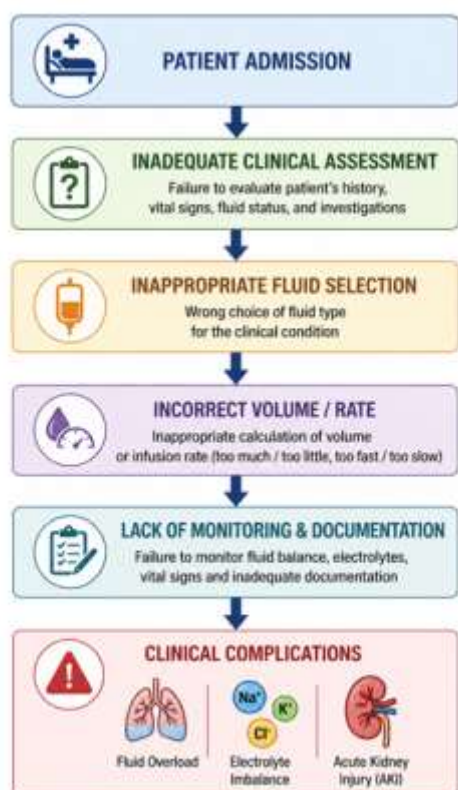 PATIENT ADMISSION
INADEQUATE CLINICAL ASSESSMENT
Failure to evaluate patient's history,
vital signs, fluid status, and investigations
INAPPROPRIATE FLUID SELECTION
Wrong choice of fluid type
for the clinical condition
INCORRECT VOLUME / RATE
Inappropriate calculation of volume
or infusion rate (too much / too little, too fast / too slow)
LACK OF MONITORING & DOCUMENTATION
Failure to monitor fluid balance, electrolytes,
vital signs and inadequate documentation
CLINICAL COMPLICATIONS
Na⁺
K⁺
Cl⁻
Fluid Overload
Electrolyte
Imbalance
Acute Kidney
Injury (AKI)